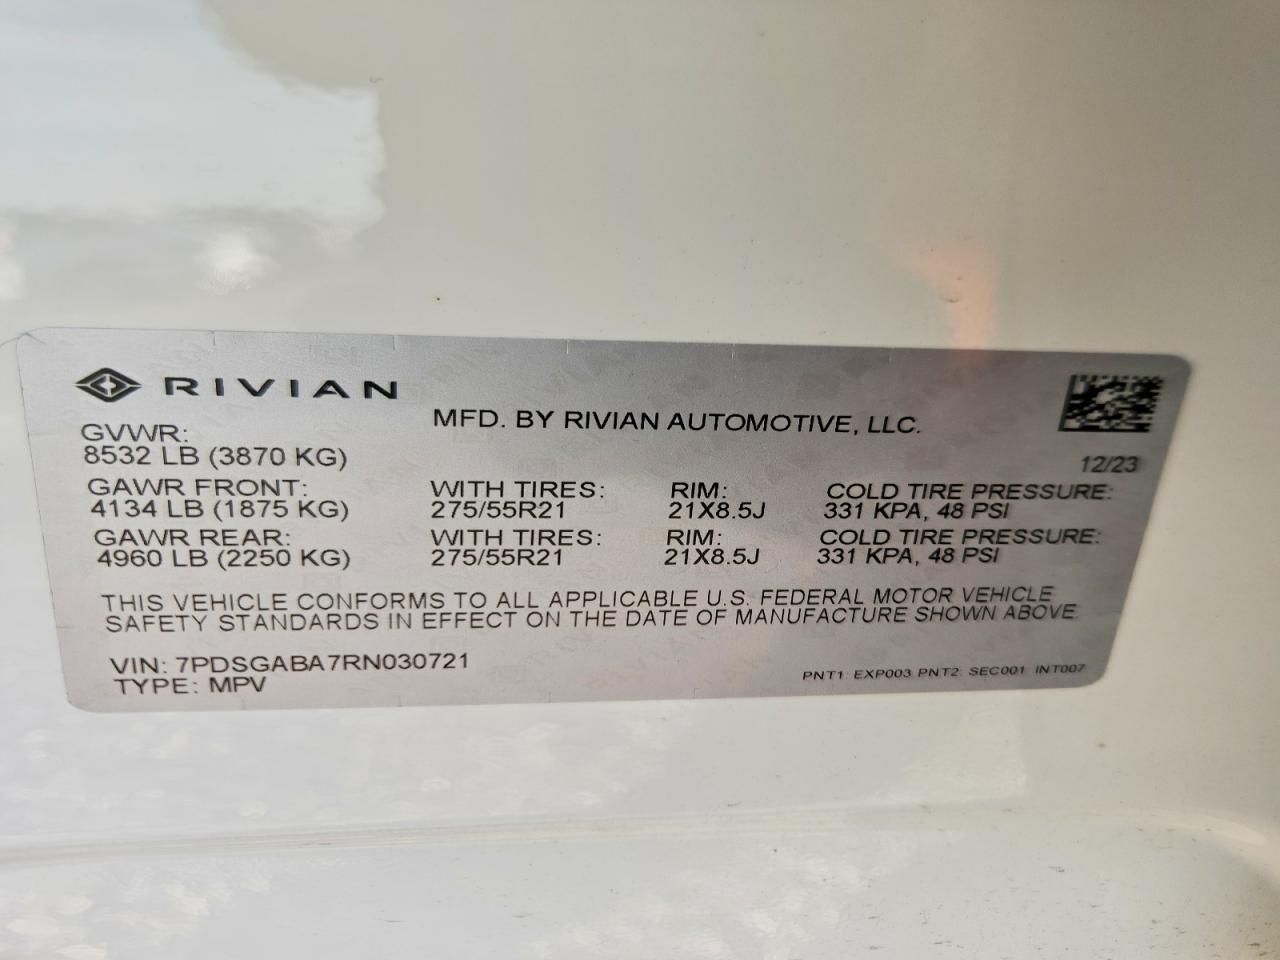 RIVIAN
MFD. BY RIVIAN AUTOMOTIVE, LLC.
12/23
GVWR:
8532 LB (3870 KG)
GAWR FRONT: WITH TIRES: RIM: COLD TIRE PRESSURE:
4134 LB (1875 KG) 275/55R21 21X8.5J 331 KPA, 48 PSI
GAWR REAR: WITH TIRES: RIM: COLD TIRE PRESSURE:
4960 LB (2250 KG) 275/55R21 21X8.5J 331 KPA, 48 PSI
THIS VEHICLE CONFORMS TO ALL APPLICABLE U.S. FEDERAL MOTOR VEHICLE
SAFETY STANDARDS IN EFFECT ON THE DATE OF MANUFACTURE SHOWN ABOVE
VIN: 7PDSGABA7RN030721
TYPE: MPV
PNT1: EXP003 PNT2: SEC001 INT007